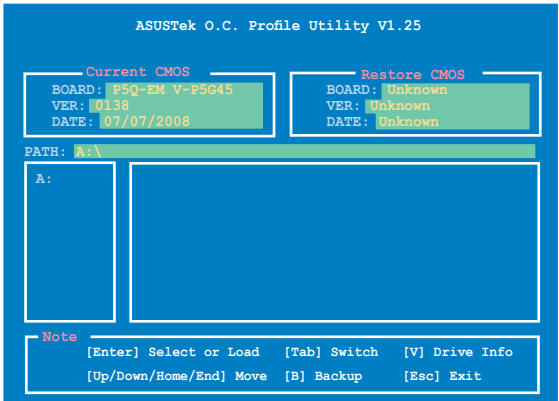 ASUSTek O.C. Profile Utility V1.25
Current CMOS
BOARD: P5Q-EM V-P5G45
VER: 0138
DATE: 07/07/2008
Restore CMOS
BOARD: Unknown
VER: Unknown
DATE: Unknown
PATH: A:\
A:
Note
[Enter] Select or Load [Tab] Switch [V] Drive Info
[Up/Down/Home/End] Move [B] Backup [Esc] Exit